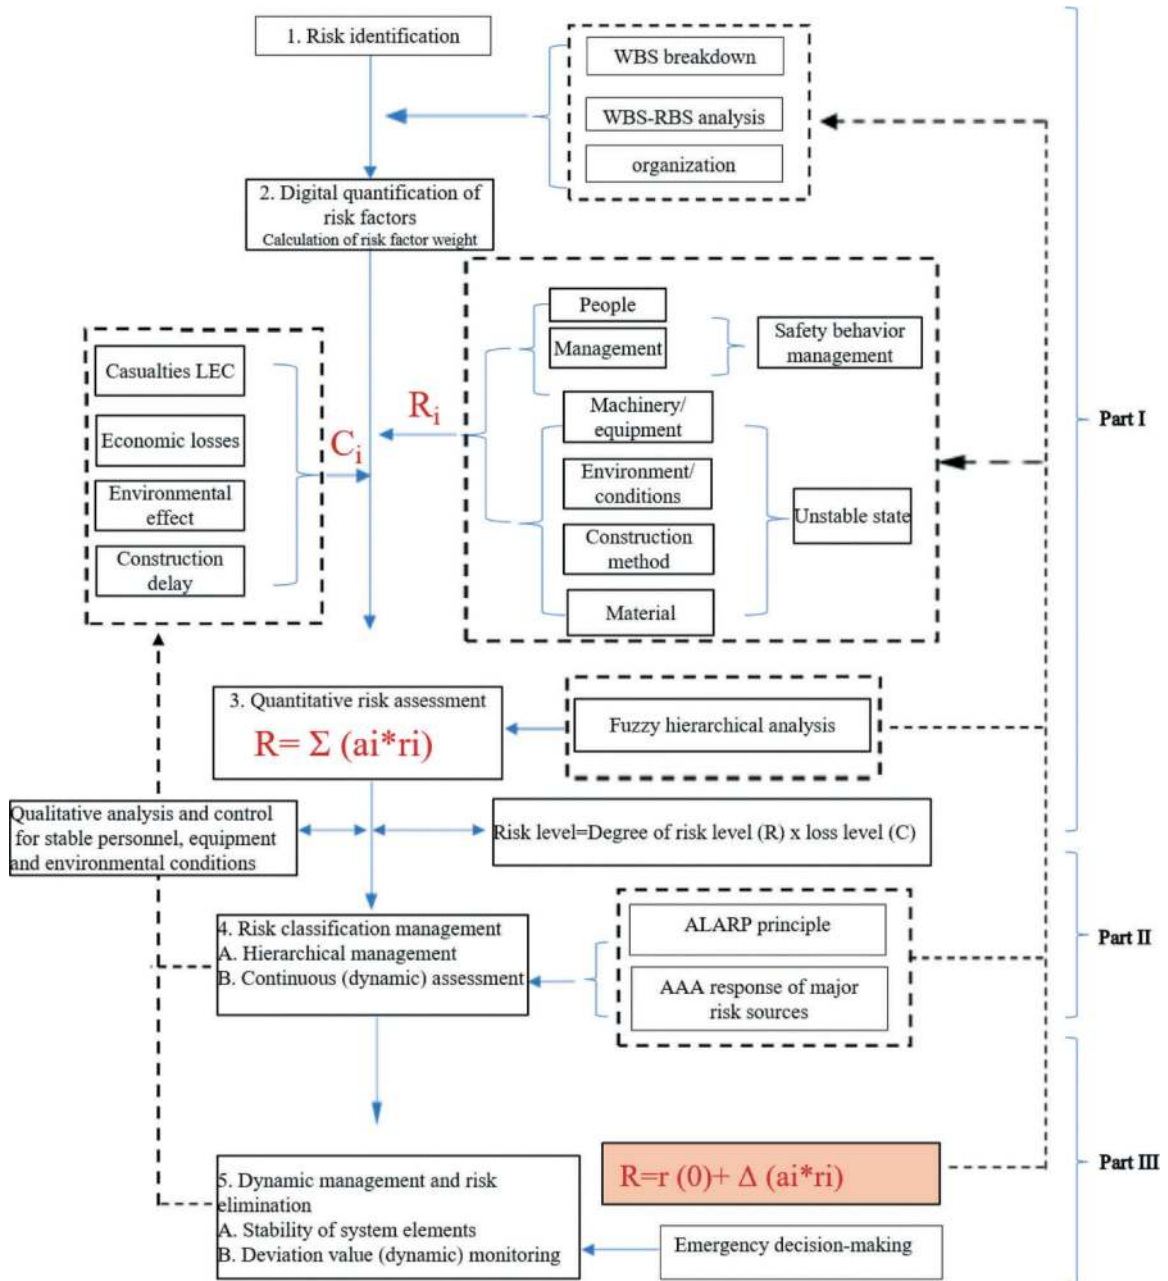 1. Risk identification
WBS breakdown
WBS-RBS analysis
organization
2. Digital quantification of
risk factors
Calculation of risk factor weight
People
Management
Safety behavior
management
Casualties LEC
Economic losses
Environmental
effect
Construction
delay
Ci
Ri
Machinery/
equipment
Environment/
conditions
Construction
method
Material
Unstable state
Part I
3. Quantitative risk assessment
R= Σ (ai*ri)
Fuzzy hierarchical analysis
Qualitative analysis and control
for stable personnel, equipment
and environmental conditions
Risk level=Degree of risk level (R) x loss level (C)
4. Risk classification management
A. Hierarchical management
B. Continuous (dynamic) assessment
ALARP principle
AAA response of major
risk sources
Part II
5. Dynamic management and risk
elimination
A. Stability of system elements
B. Deviation value (dynamic) monitoring
R=r (0)+ Δ (ai*ri)
Emergency decision-making
Part III